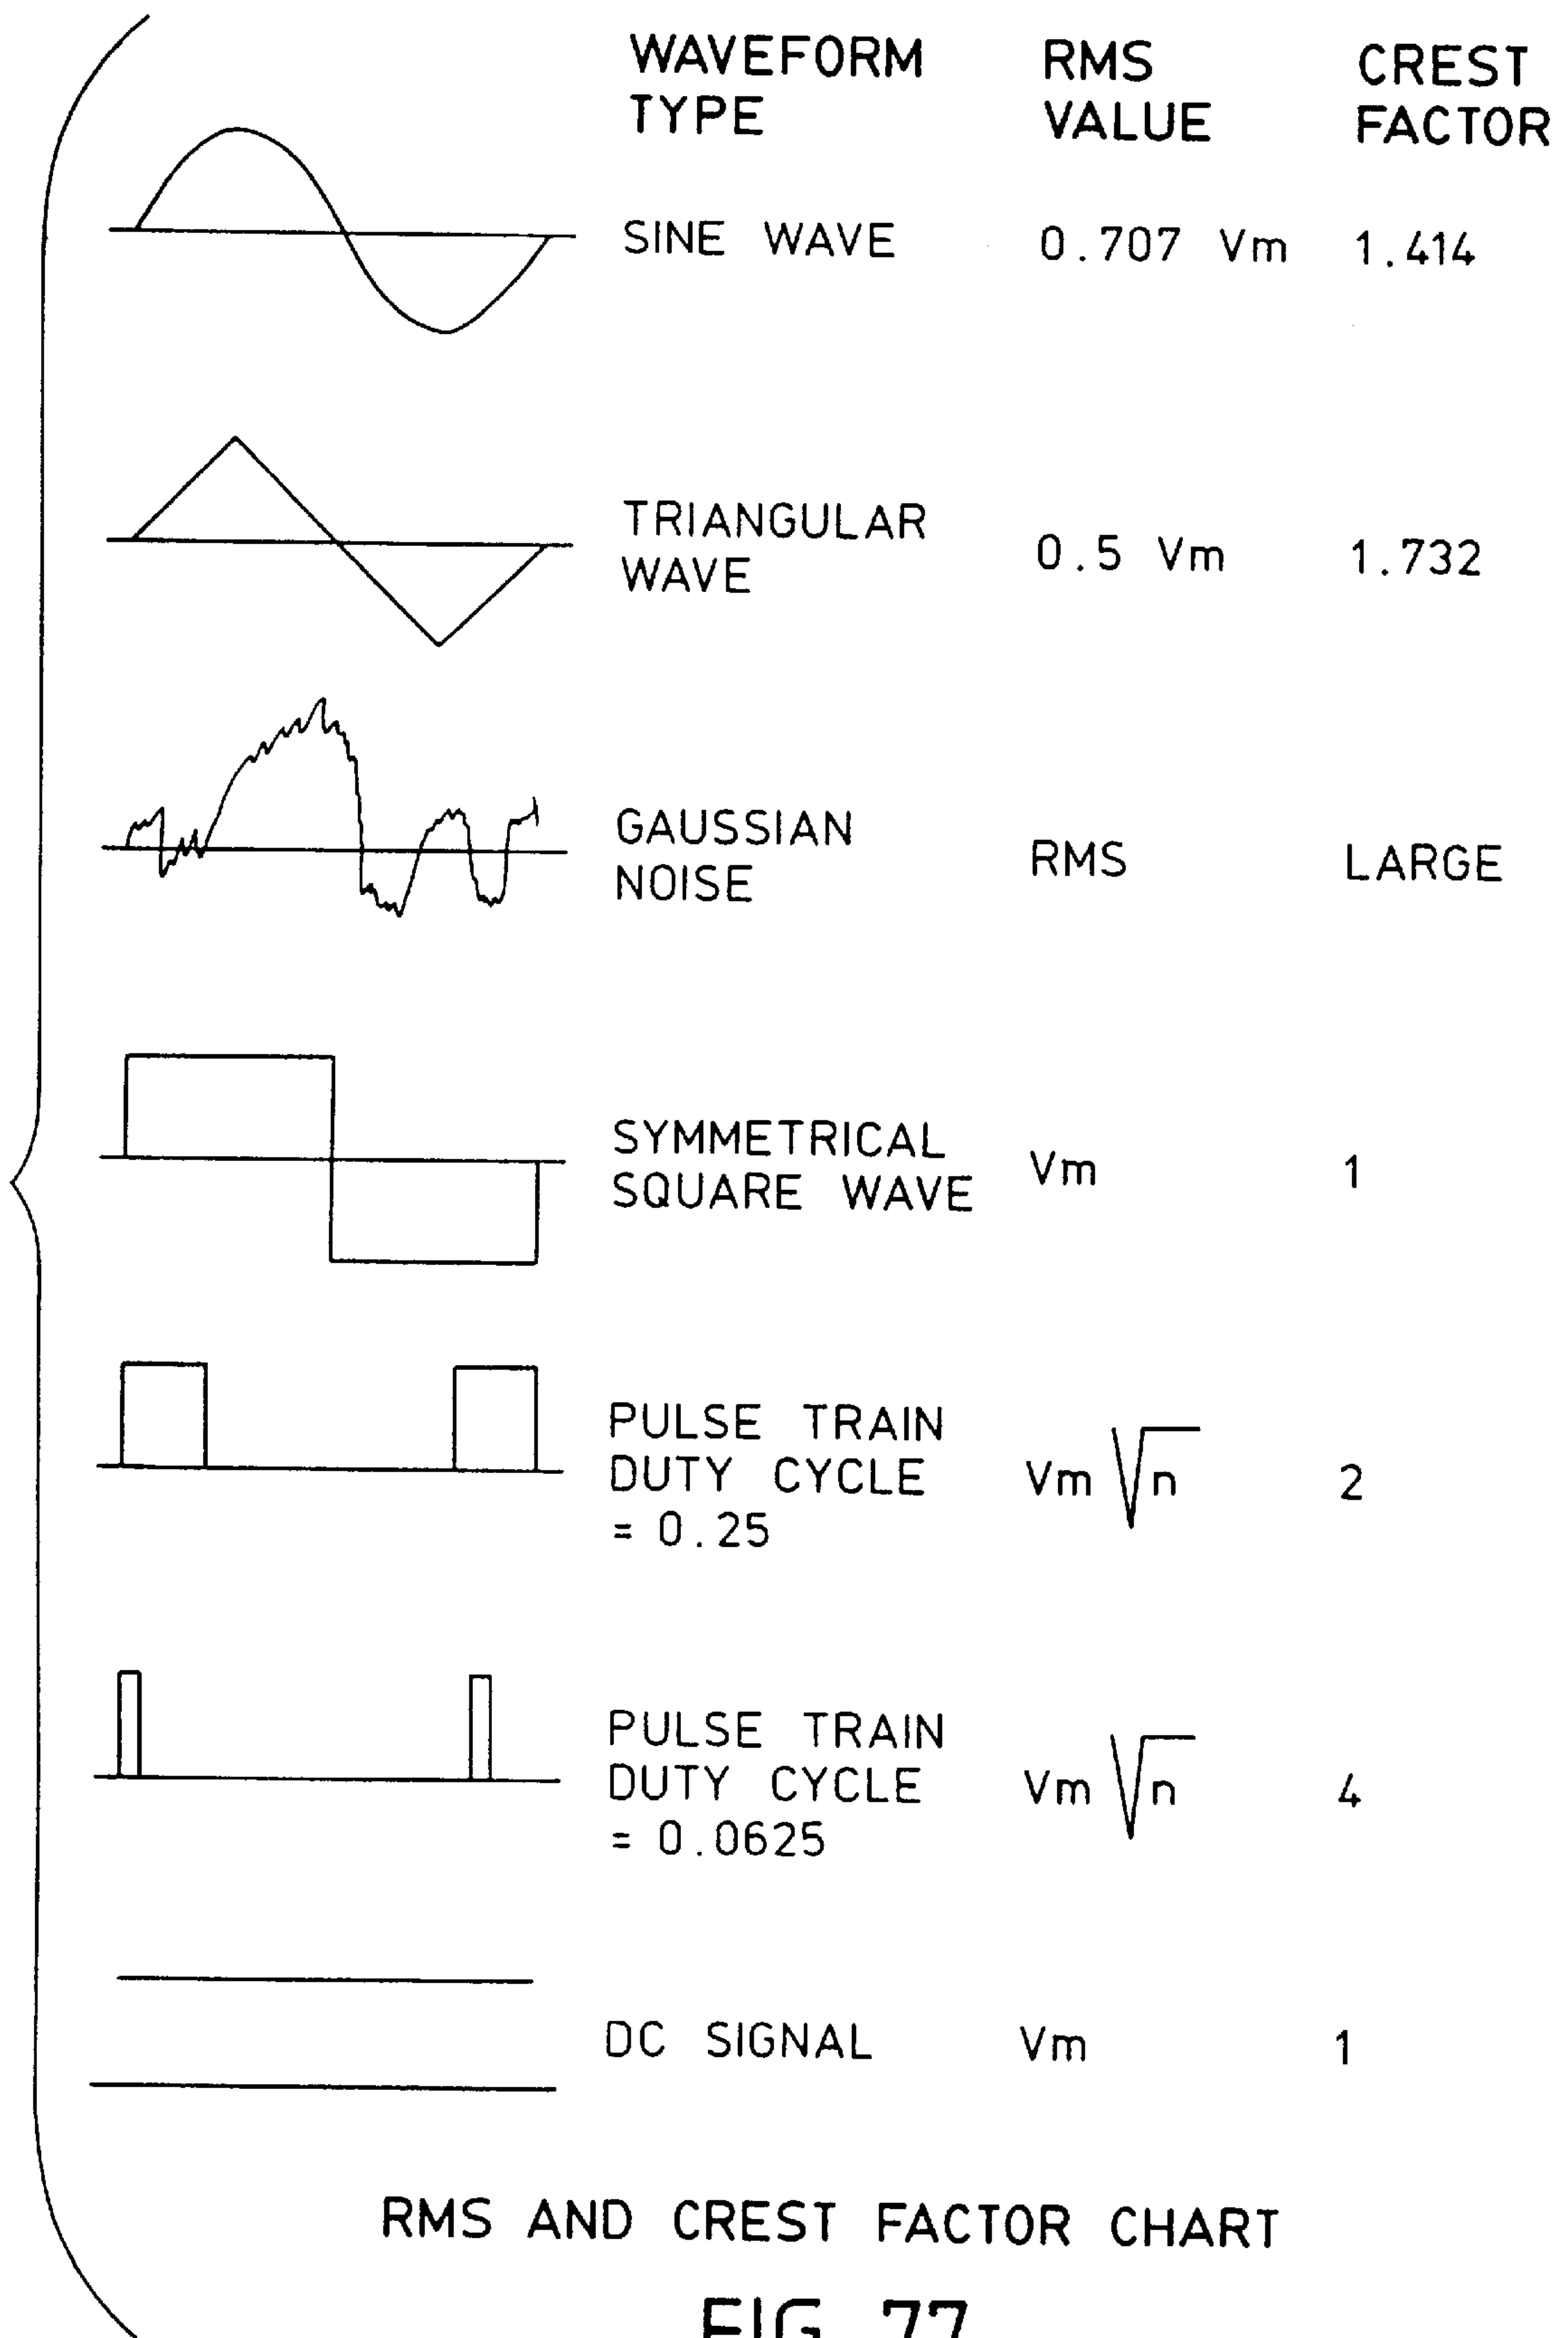 WAVEFORM TYPE RMS VALUE CREST FACTOR
SINE WAVE 0.707 Vm 1.414
TRIANGULAR
WAVE 0.5 Vm 1.732
GAUSSIAN
NOISE RMS LARGE
SYMMETRICAL
SQUARE WAVE Vm 1
PULSE TRAIN
DUTY CYCLE Vm √n 2
= 0.25
PULSE TRAIN
DUTY CYCLE Vm √n 4
= 0.0625
DC SIGNAL Vm 1
RMS AND CREST FACTOR CHART
FIG 77